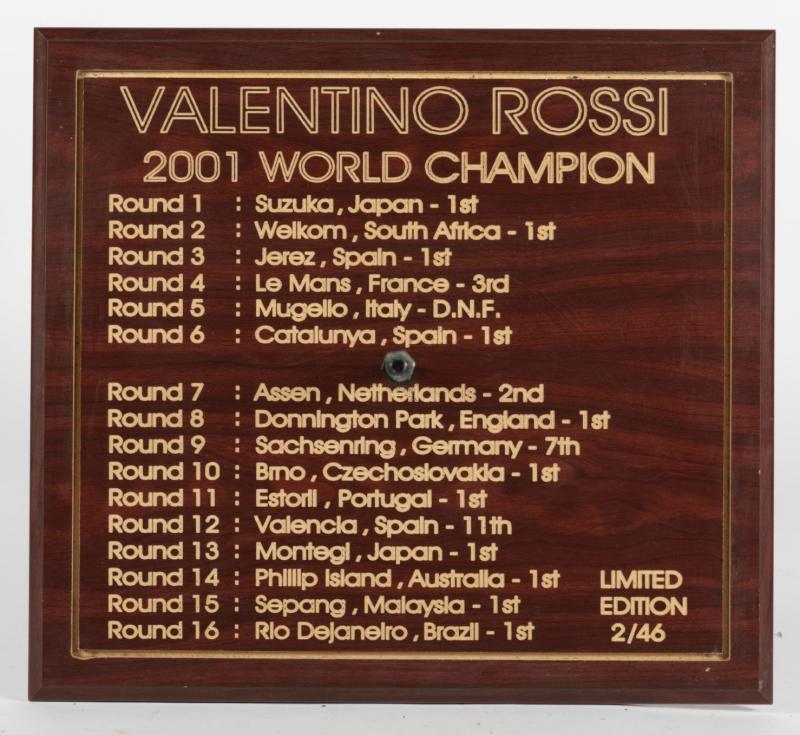 VALENTINO ROSSI
2001 WORLD CHAMPION
Round 1 : Suzuka , Japan - 1st
Round 2 : Welkom , South Africa - 1st
Round 3 : Jerez , Spain - 1st
Round 4 : Le Mans , France - 3rd
Round 5 : Mugello , Italy - D.N.F.
Round 6 : Catalunya , Spain - 1st
Round 7 : Assen , Netherlands - 2nd
Round 8 : Donnington Park , England - 1st
Round 9 : Sachsenring , Germany - 7th
Round 10 : Brno , Czechoslovakia - 1st
Round 11 : Estoril , Portugal - 1st
Round 12 : Valencia , Spain - 11th
Round 13 : Montegi , Japan - 1st
Round 14 : Phillip Island , Australia - 1st
Round 15 : Sepang , Malaysia - 1st
Round 16 : Rio Dejaneiro , Brazil - 1st
LIMITED
EDITION
2/46